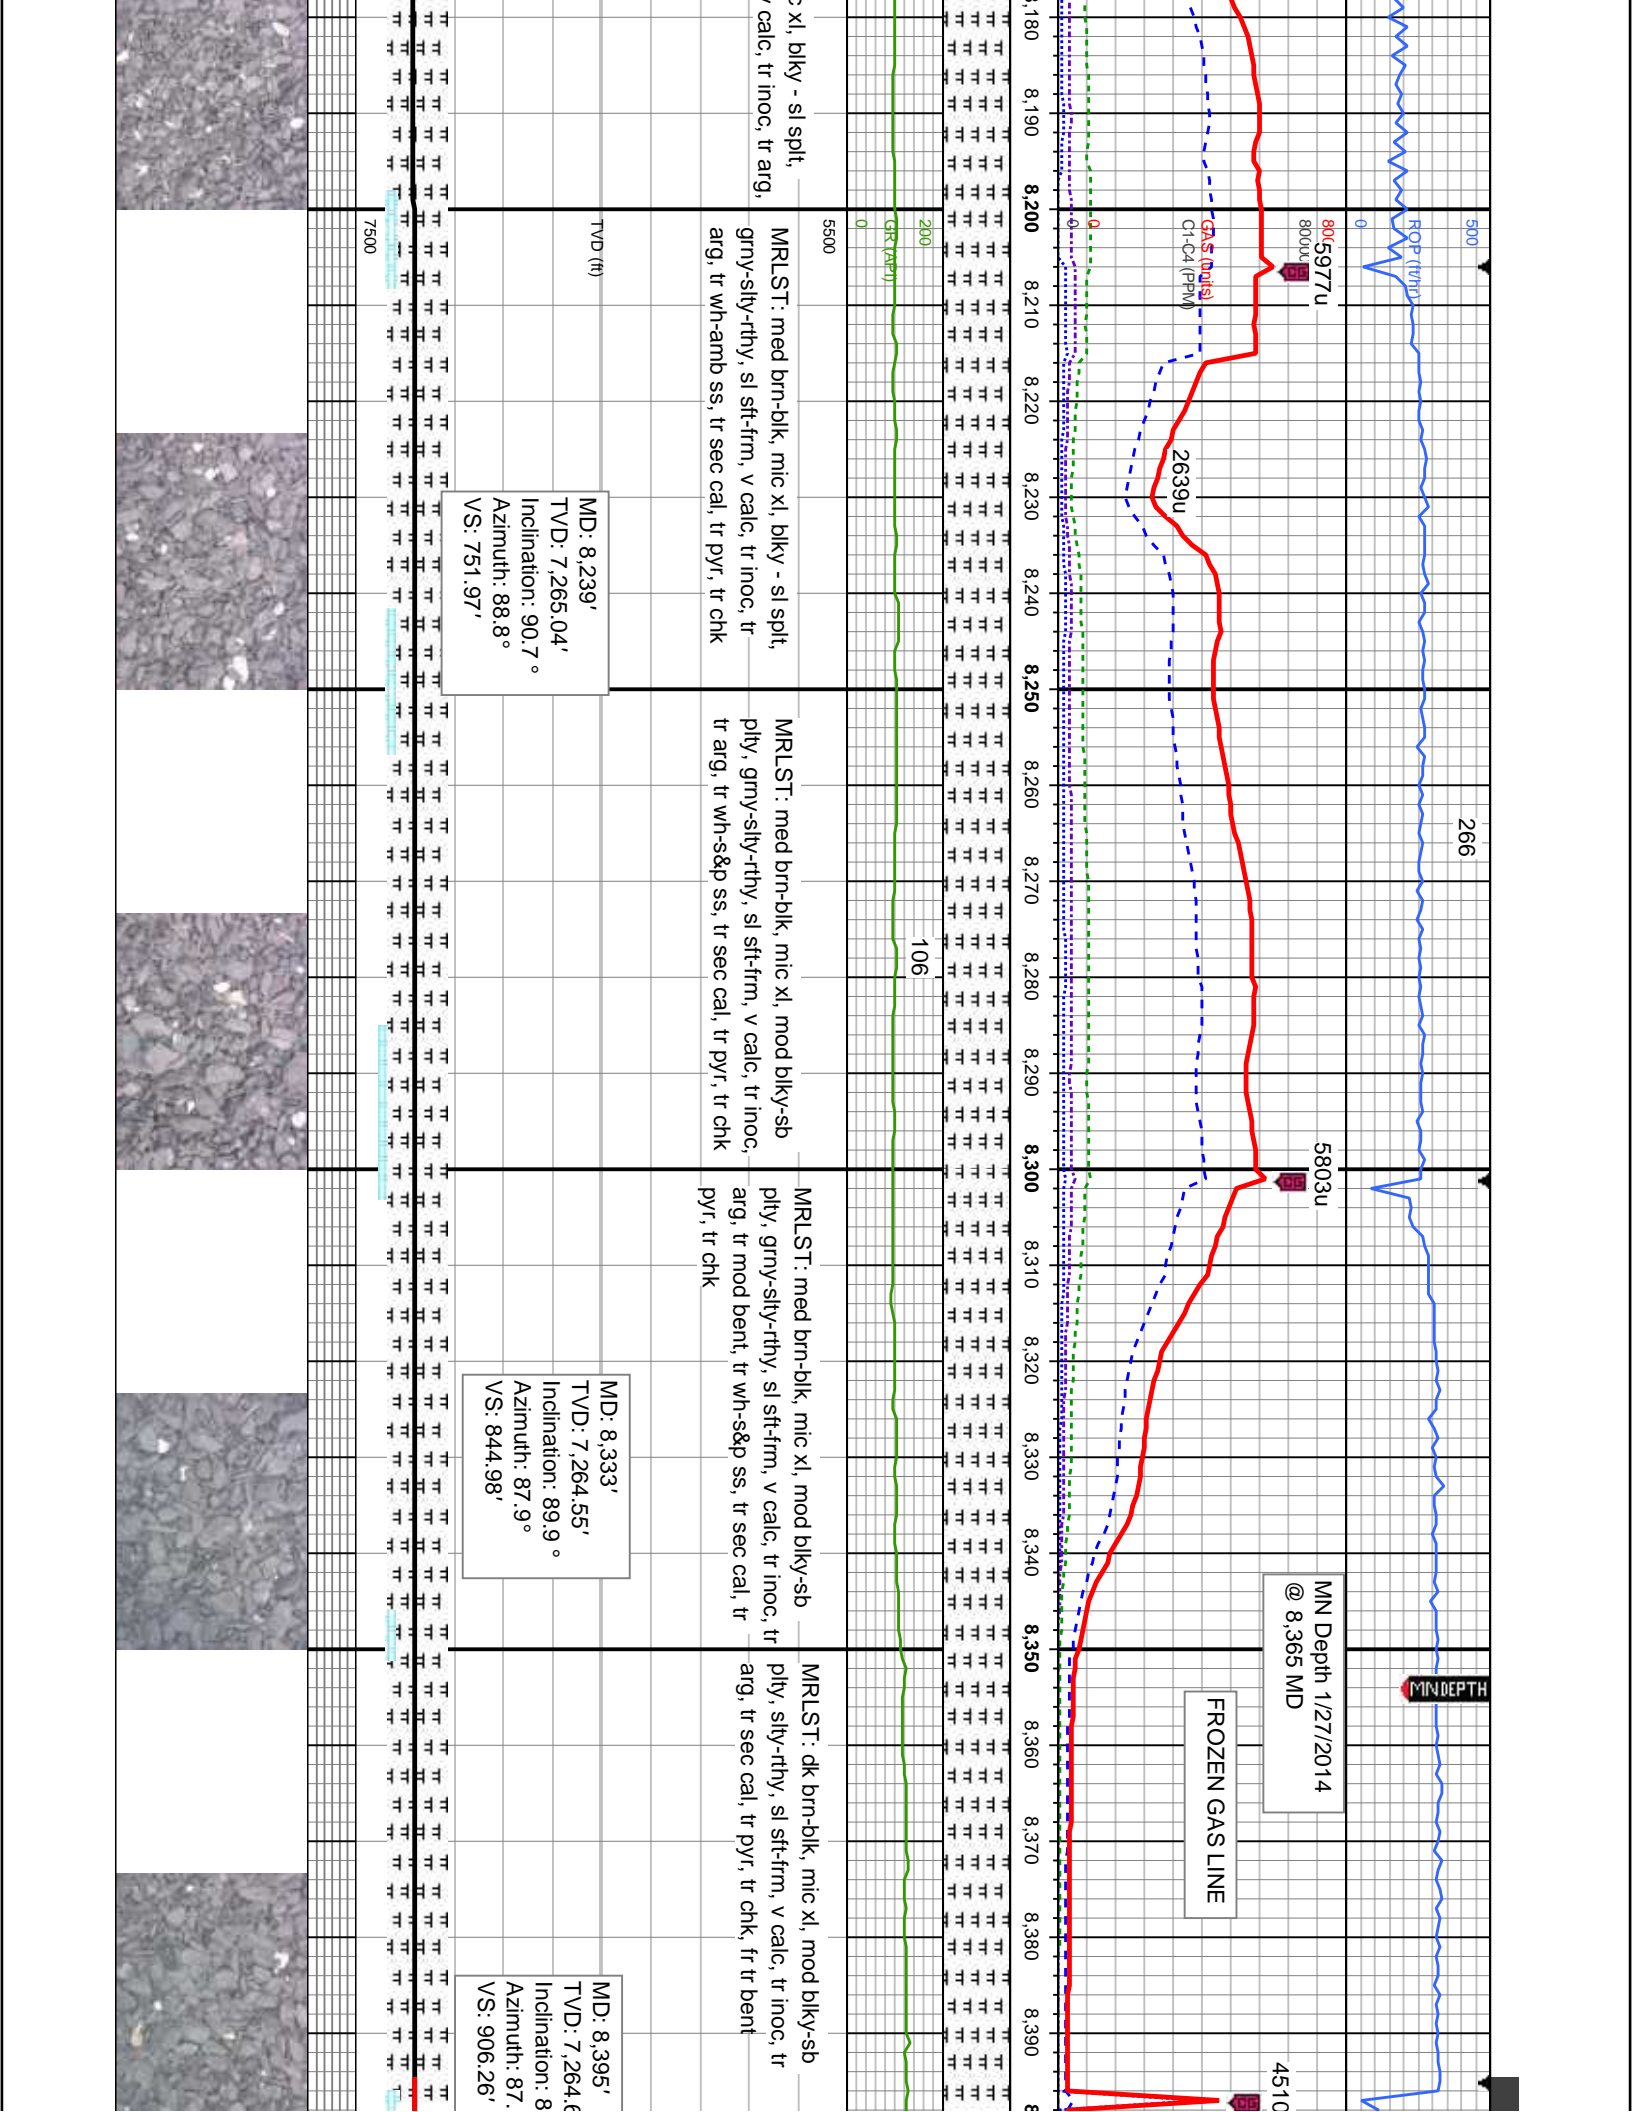 500
ROP (ft/hr)
0
266
MN Depth 1/27/2014
@ 8,365 MD
MNDEPTH
FROZEN GAS LINE
5977u
2639u
5803u
4510
GAS (units)
C1-C4 (PPM)
0
0
8,180
8,190
8,200
8,210
8,220
8,230
8,240
8,250
8,260
8,270
8,280
8,290
8,300
8,310
8,320
8,330
8,340
8,350
8,360
8,370
8,380
8,390
200
GR (API)
0
106
5500
TVD (ft)
7500
c xl, blky - sl splt,
calc, tr inoc, tr arg,
MRLST: med brn-blk, mic xl, blky - sl splt,
grny-slty-rthy, sl sft-frm, v calc, tr inoc, tr
arg, tr wh-amb ss, tr sec cal, tr pyr, tr chk
MRLST: med brn-blk, mic xl, mod blky-sb
plty, grny-slty-rthy, sl sft-frm, v calc, tr inoc,
tr arg, tr wh-s&p ss, tr sec cal, tr pyr, tr chk
MRLST: med brn-blk, mic xl, mod blky-sb
plty, grny-slty-rthy, sl sft-frm, v calc, tr inoc, tr
arg, tr mod bent, tr wh-s&p ss, tr sec cal, tr
pyr, tr chk
MRLST: dk brn-blk, mic xl, mod blky-sb
plty, slty-rthy, sl sft-frm, v calc, tr inoc, tr
arg, tr sec cal, tr pyr, tr chk, fr tr bent
MD: 8,239'
TVD: 7,265.04'
Inclination: 90.7 °
Azimuth: 88.8°
VS: 751.97'
MD: 8,333'
TVD: 7,264.55'
Inclination: 89.9 °
Azimuth: 87.9°
VS: 844.98'
MD: 8,395'
TVD: 7,264.6
Inclination: 8
Azimuth: 87.
VS: 906.26'